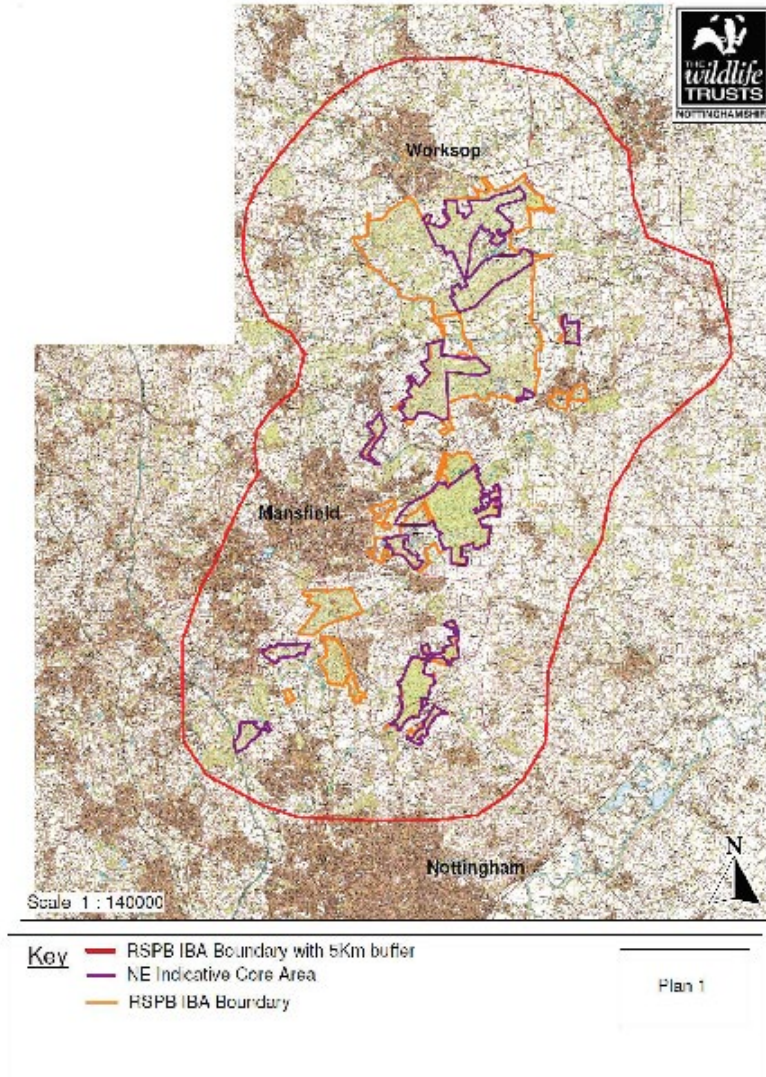 THE
wildlife
TRUSTS
NOTTINGHAMSHIRE
Worksop
Mansfield
Nottingham
N
Scale 1 : 140000
Key
RSPB IBA Boundary with 5Km buffer
NE Indicative Core Area
RSPB IBA Boundary
Plan 1